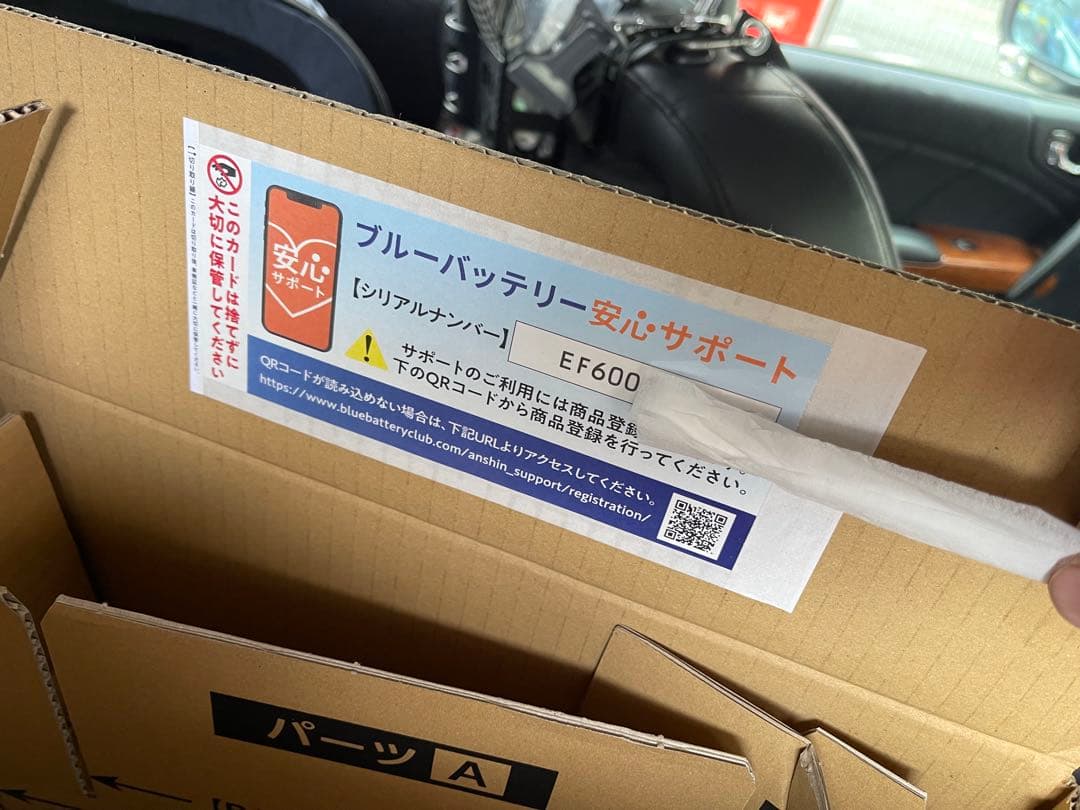 このカードは捨てずに
大切に保管してください
安心
サポート
ブルーバッテリー安心サポート
【シリアルナンバー】
EF600
サポートのご利用には商品登録
下のQRコードから商品登録を行ってください。
QRコードが読み込めない場合は、下記URLよりアクセスしてください。
https://www.bluebatteryclub.com/anshin_support/registration/
パーツ A